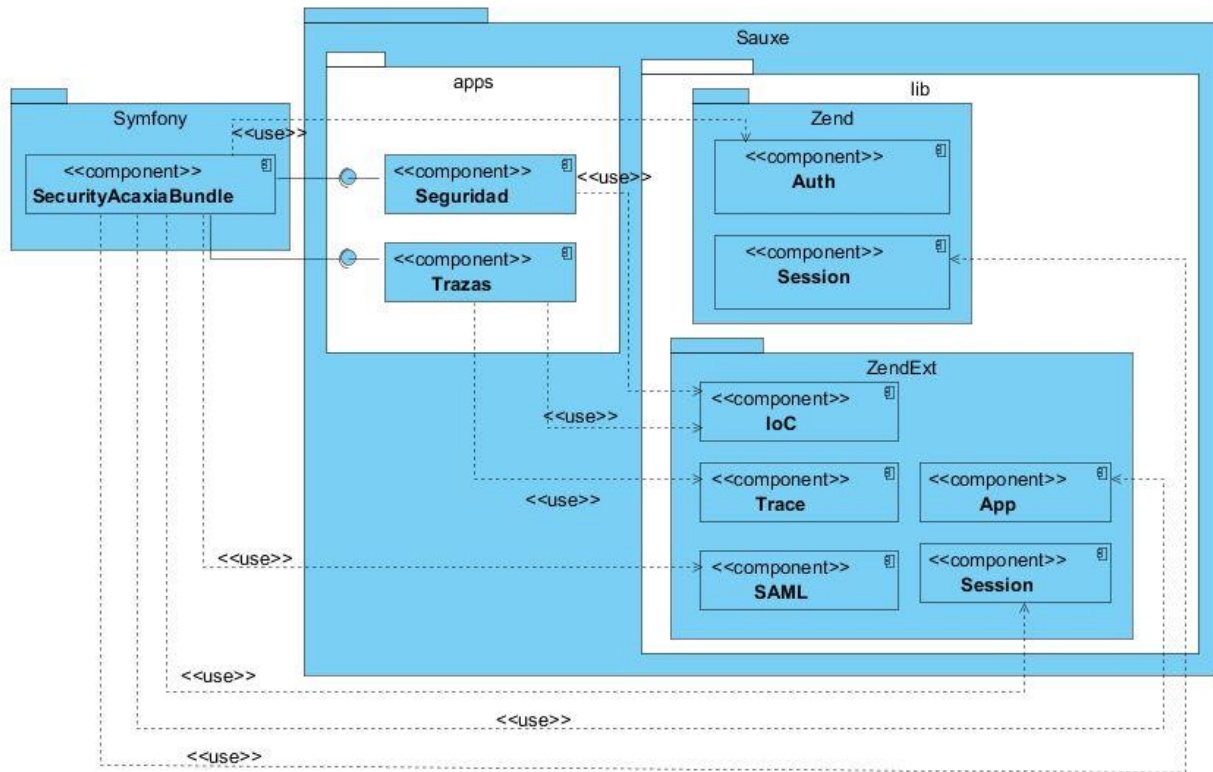 Sauxe
apps
lib
Symfony
<<use>>
Zend
<<component>>
SecurityAcaxiaBundle
<<component>>
Seguridad
<<use>>
<<component>>
Auth
<<component>>
Trazas
<<component>>
Session
ZendExt
<<component>>
IoC
<<use>>
<<component>>
Trace
<<component>>
App
<<use>>
<<use>>
<<component>>
SAML
<<component>>
Session
<<use>>
<<use>>
<<use>>